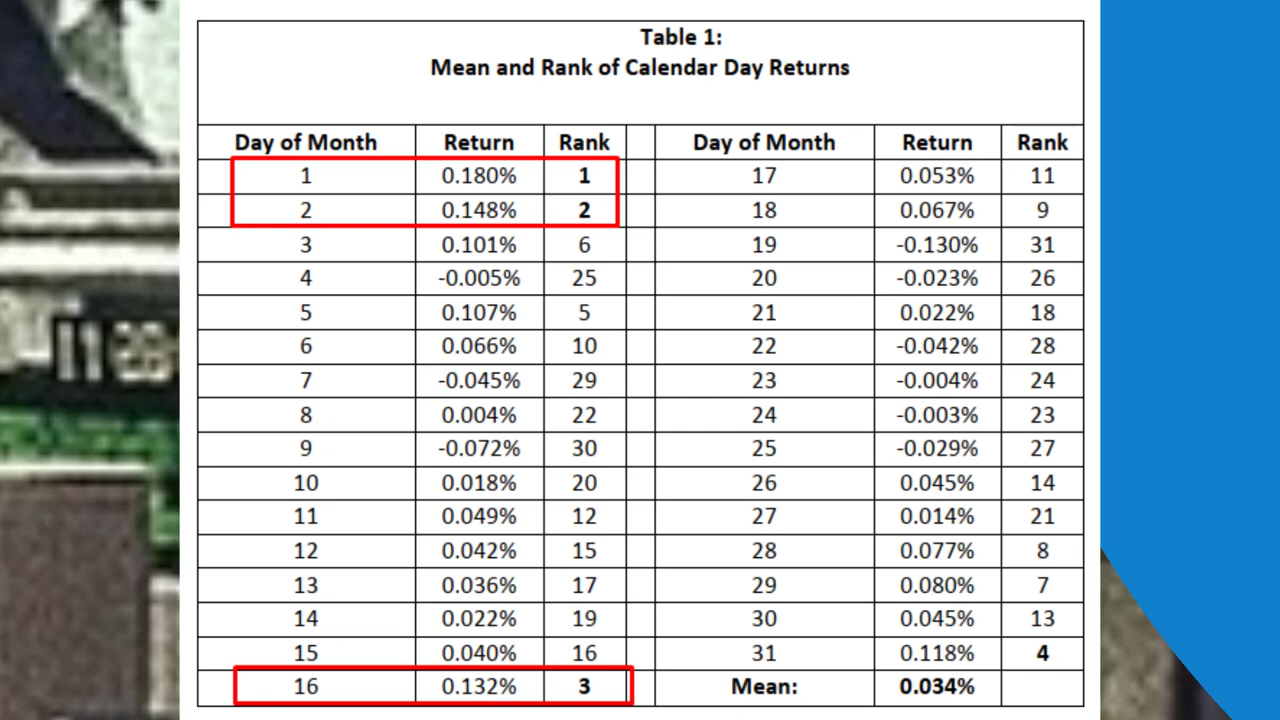 Table 1:
Mean and Rank of Calendar Day Returns
Day of Month Return Rank Day of Month Return Rank
1 0.180% 1 17 0.053% 11
2 0.148% 2 18 0.067% 9
3 0.101% 6 19 -0.130% 31
4 -0.005% 25 20 -0.023% 26
5 0.107% 5 21 0.022% 18
6 0.066% 10 22 -0.042% 28
7 -0.045% 29 23 -0.004% 24
8 0.004% 22 24 -0.003% 23
9 -0.072% 30 25 -0.029% 27
10 0.018% 20 26 0.045% 14
11 0.049% 12 27 0.014% 21
12 0.042% 15 28 0.077% 8
13 0.036% 17 29 0.080% 7
14 0.022% 19 30 0.045% 13
15 0.040% 16 31 0.118% 4
16 0.132% 3 Mean: 0.034%